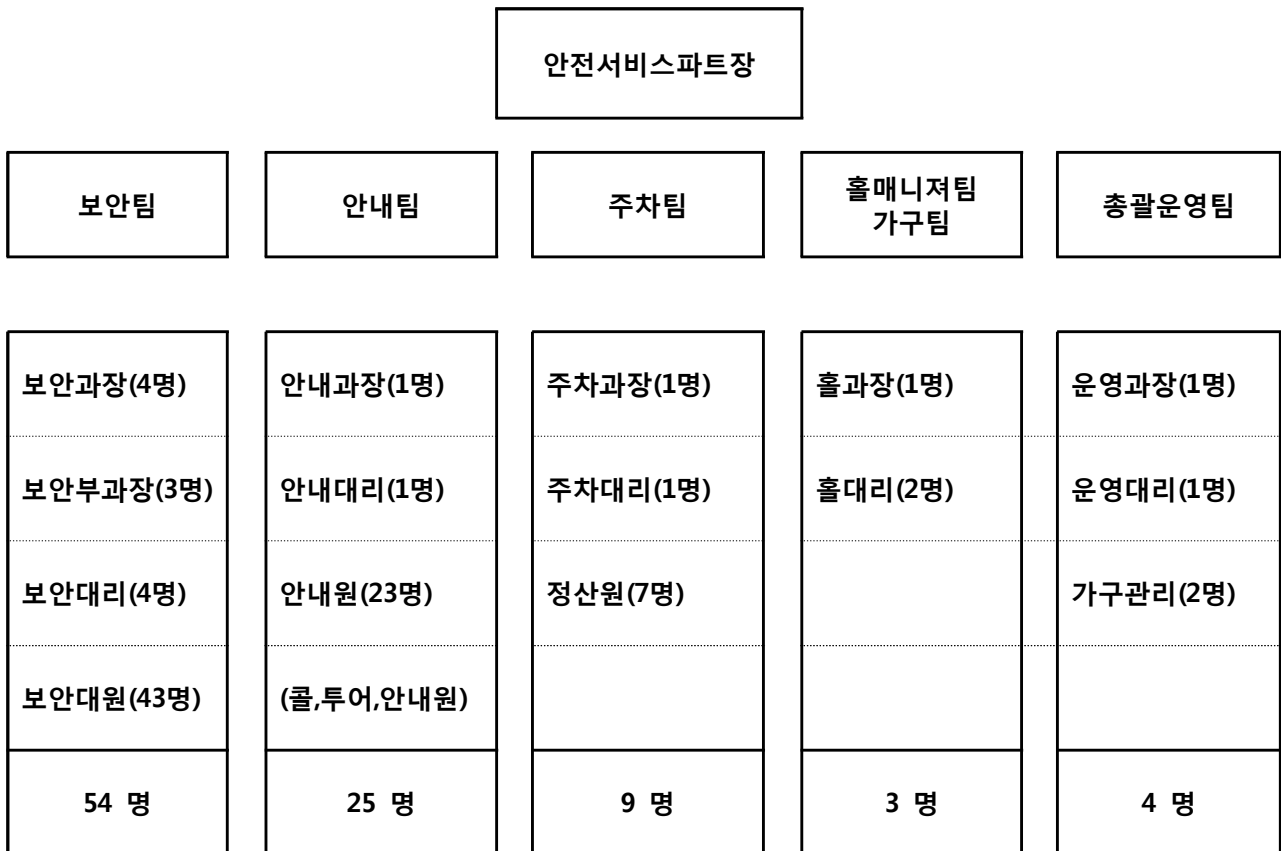 안전서비스파트장
보안팀
안내팀
주차팀
홀매니져팀
가구팀
총괄운영팀
보안과장(4명)
안내과장(1명)
주차과장(1명)
홀과장(1명)
운영과장(1명)
보안부과장(3명)
안내대리(1명)
주차대리(1명)
홀대리(2명)
운영대리(1명)
보안대리(4명)
안내원(23명)
정산원(7명)
가구관리(2명)
보안대원(43명)
(콜,투어,안내원)
54 명
25 명
9 명
3 명
4 명